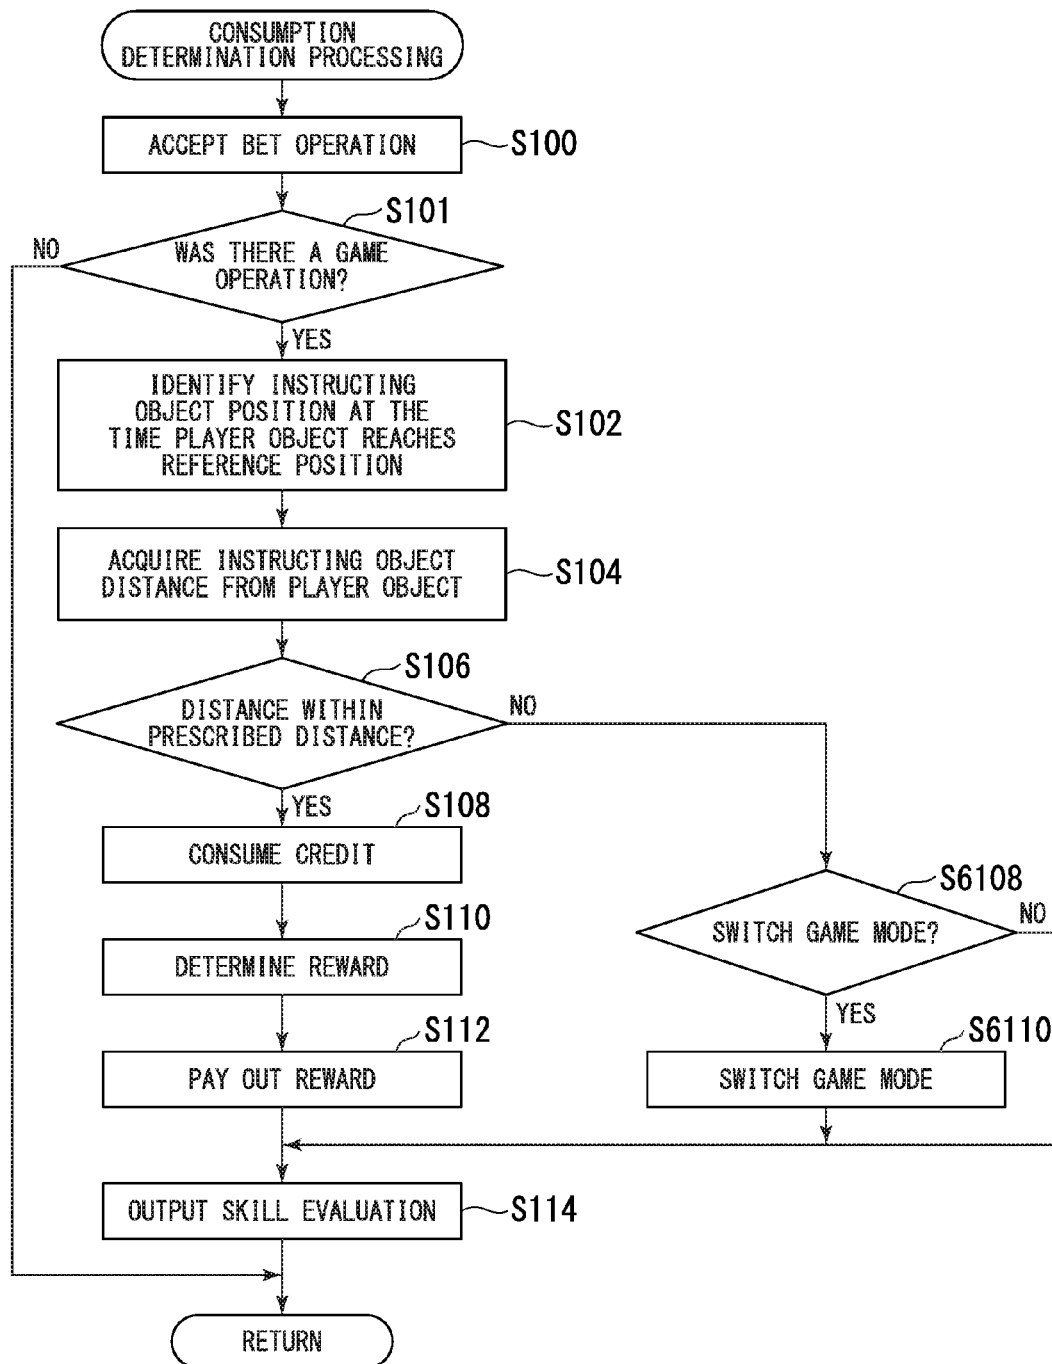 CONSUMPTION
DETERMINATION PROCESSING
ACCEPT BET OPERATION
S100
S101
NO
WAS THERE A GAME
OPERATION?
YES
IDENTIFY INSTRUCTING
OBJECT POSITION AT THE
TIME PLAYER OBJECT REACHES
REFERENCE POSITION
S102
ACQUIRE INSTRUCTING OBJECT
DISTANCE FROM PLAYER OBJECT
S104
S106
DISTANCE WITHIN
PRESCRIBED DISTANCE?
NO
YES
S108
CONSUME CREDIT
S6108
SWITCH GAME MODE?
NO
S110
DETERMINE REWARD
YES
S112
PAY OUT REWARD
S6110
SWITCH GAME MODE
OUTPUT SKILL EVALUATION
S114
RETURN